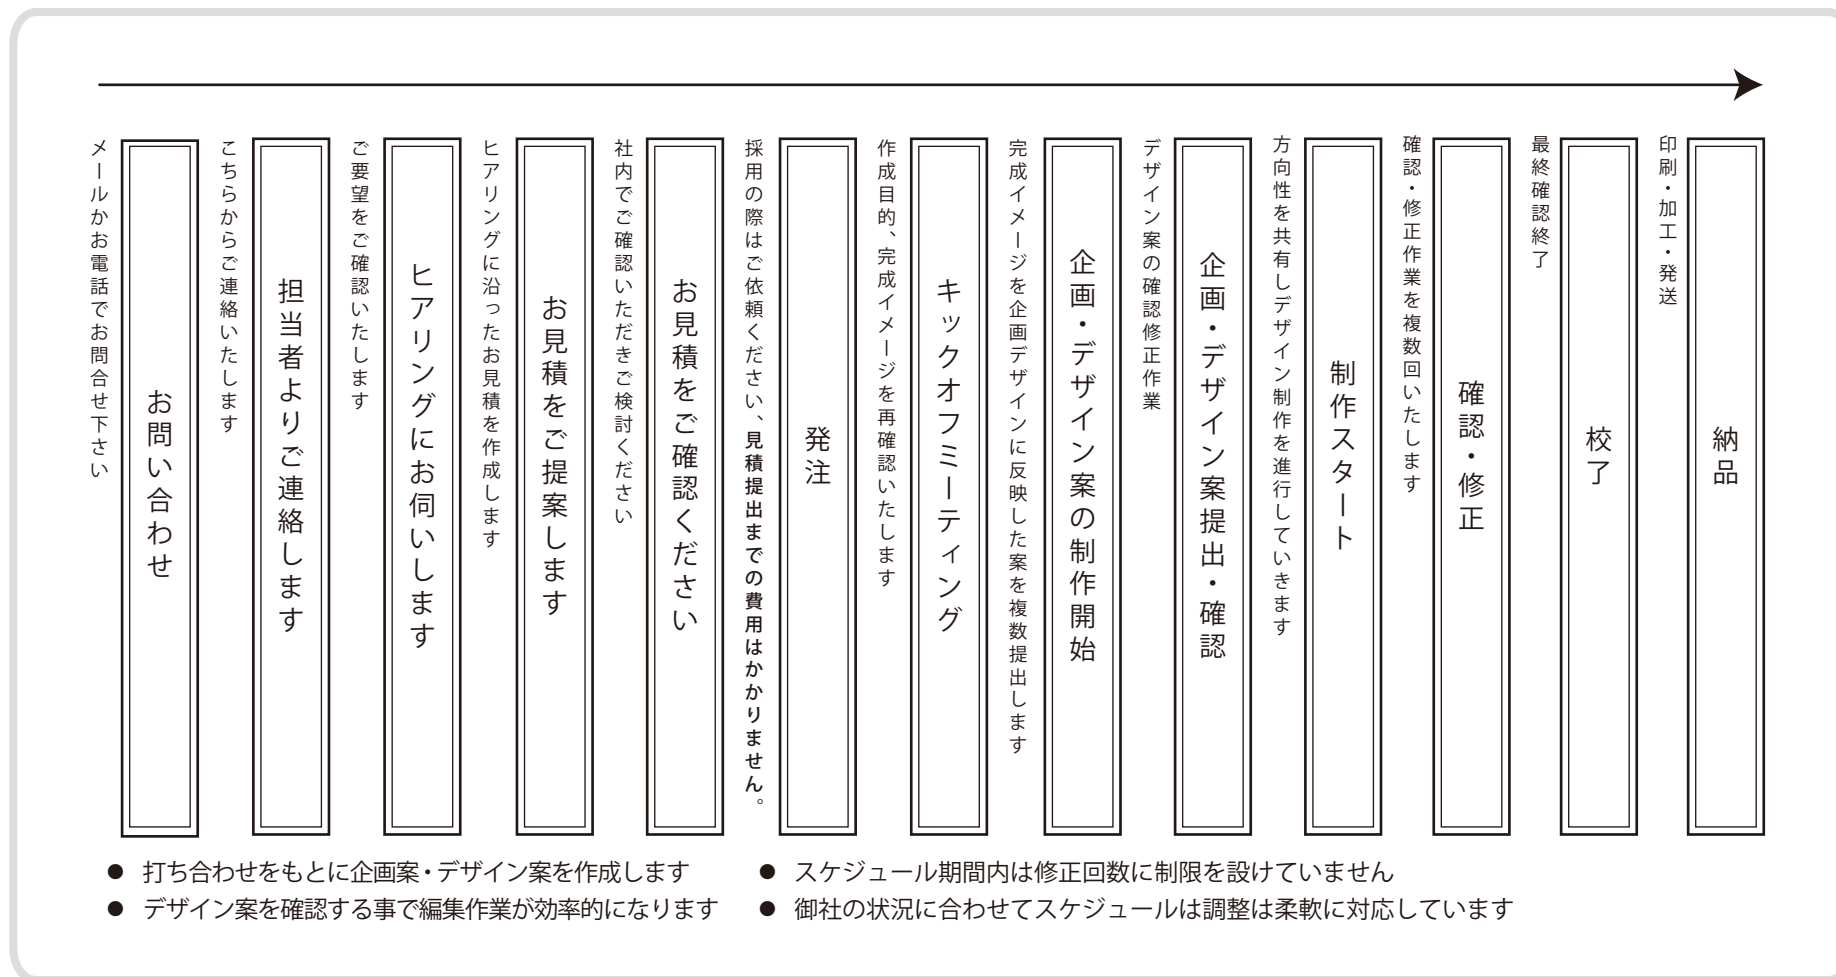 メールかお電話でお問合せ下さい
お問い合わせ
こちらからご連絡いたします
担当者よりご連絡します
ご要望をご確認いたします
ヒアリングにお伺いします
ヒアリングに沿ったお見積を作成します
お見積をご提案します
社内でご確認いただきご検討ください
お見積をご確認ください
採用の際はご依頼ください、見積提出までの費用はかかりません。
発注
作成目的、完成イメージを再確認いたします
キックオフミーティング
完成イメージを企画デザインに反映した案を複数提出します
企画・デザイン案の制作開始
デザイン案の確認修正作業
企画・デザイン案提出・確認
方向性を共有しデザイン制作を進行していきます
制作スタート
確認・修正作業を複数回いたします
確認・修正
最終確認終了
校了
印刷・加工・発送
納品
● 打ち合わせをもとに企画案・デザイン案を作成します
● デザイン案を確認する事で編集作業が効率的になります
● スケジュール期間内は修正回数に制限を設けていません
● 御社の状況に合わせてスケジュールは調整は柔軟に対応しています